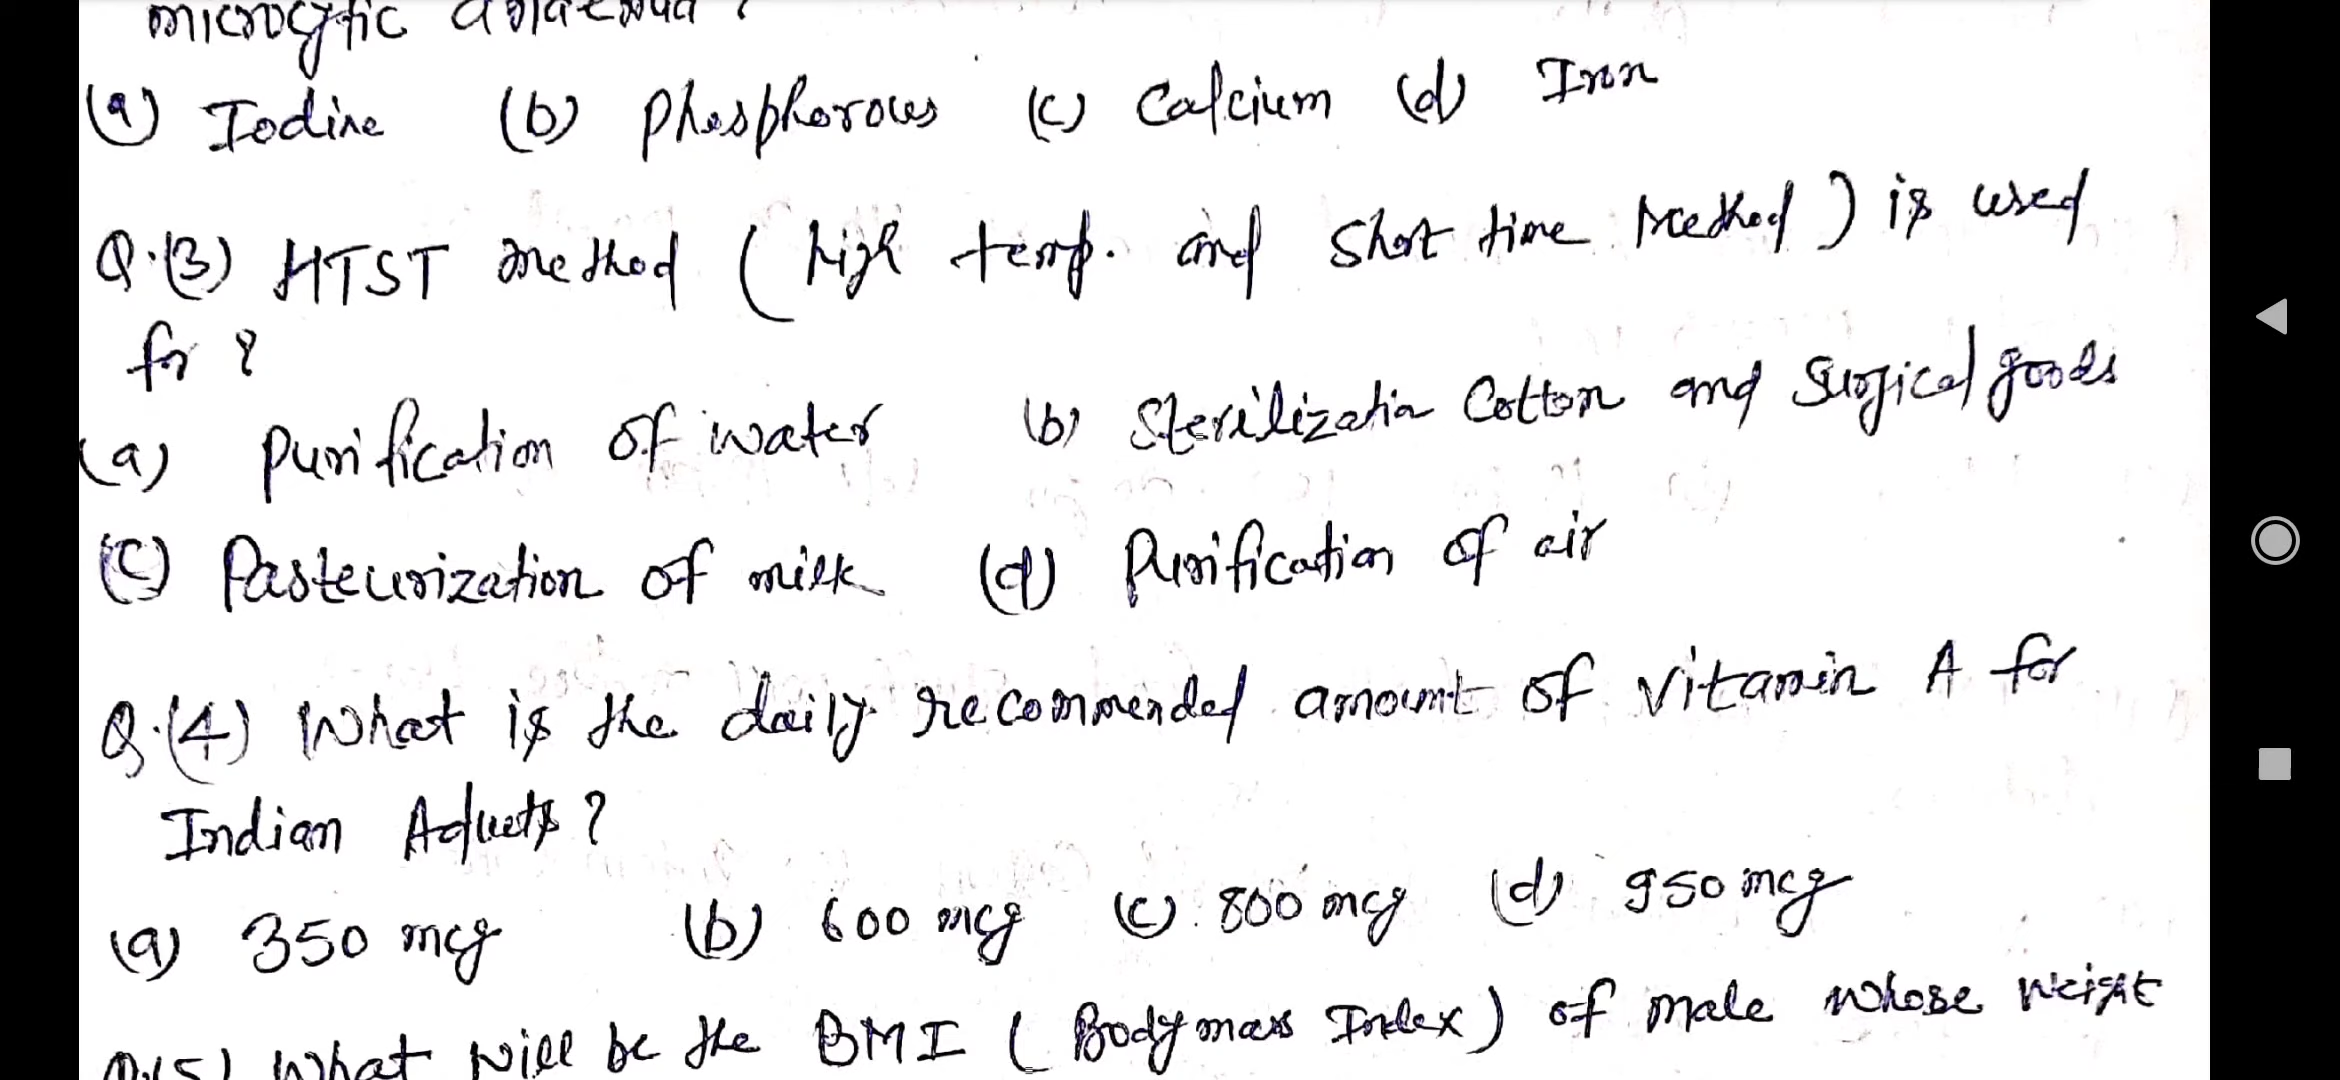 microcytic anaemia ?
(a) Iodine (b) Phosphorous (c) Calcium (d) Iron
Q.(3) HTST method ( high temp. and Short time Method ) is used
for ?
(a) Purification of water (b) Sterilization Cotton and Surgical goods
(C) Pasteurization of milk (d) Purification of air
Q.(4) What is the daily recommended amount of vitamin A for
Indian Adults ?
(a) 350 mcg (b) 600 mcg (c) 800 mcg (d) 950 mcg
Q.(5) What will be the BMI ( Body mass Index ) of male whose weight